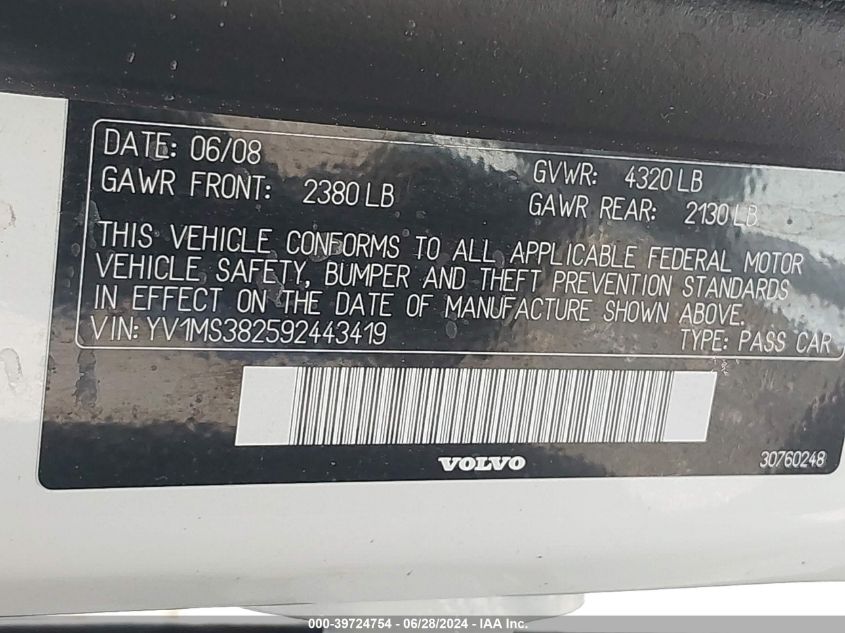 DATE: 06/08
GVWR: 4320 LB
GAWR FRONT: 2380 LB
GAWR REAR: 2130 LB
THIS VEHICLE CONFORMS TO ALL APPLICABLE FEDERAL MOTOR
VEHICLE SAFETY, BUMPER AND THEFT PREVENTION STANDARDS
IN EFFECT ON THE DATE OF MANUFACTURE SHOWN ABOVE.
VIN: YV1MS382592443419
TYPE: PASS CAR
VOLVO
30760248
000-39724754 - 06/28/2024 - IAA Inc.